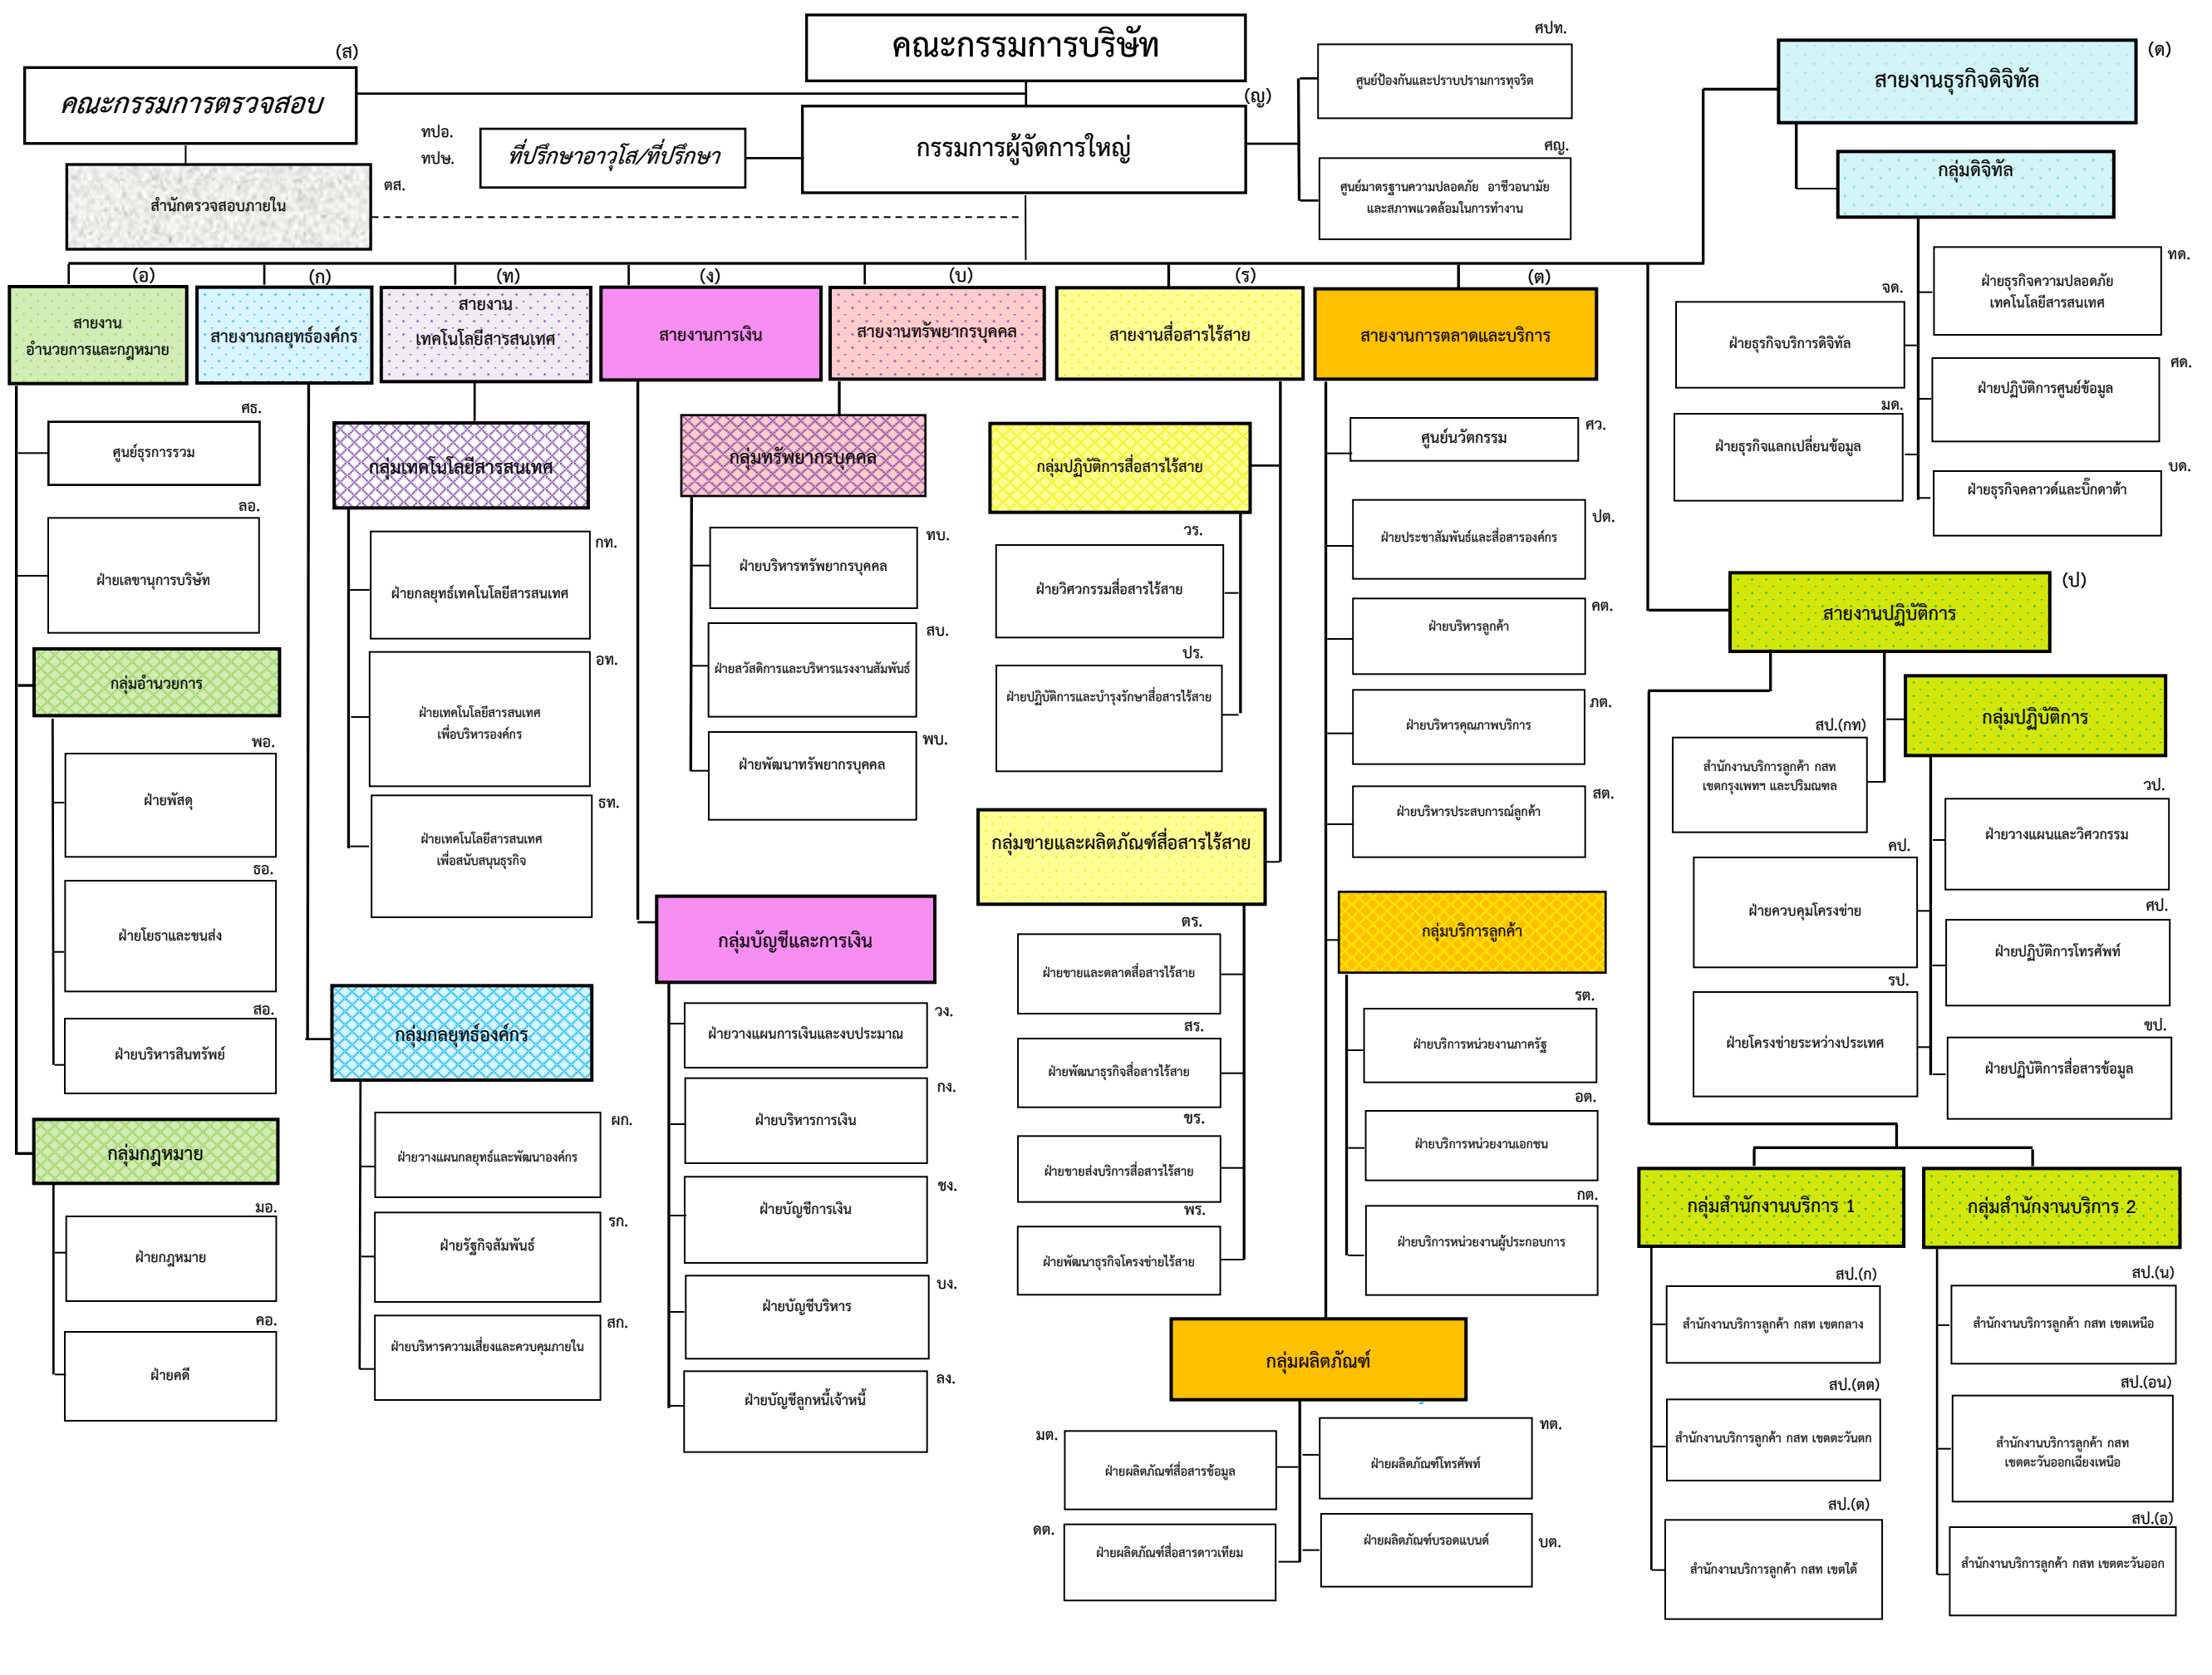 คณะกรรมการบริษัท
(ส)
คณะกรรมการตรวจสอบ
สำนักตรวจสอบภายใน
ตส.
ทปอ.
ทปษ.
ที่ปรึกษาอาวุโส/ที่ปรึกษา
(ญ)
กรรมการผู้จัดการใหญ่
ศปท.
ศูนย์ป้องกันและปราบปรามการทุจริต
ศญ.
ศูนย์มาตรฐานความปลอดภัย อาชีวอนามัย
และสภาพแวดล้อมในการทำงาน
(ด)
สายงานธุรกิจดิจิทัล
กลุ่มดิจิทัล
ทด.
ฝ่ายธุรกิจความปลอดภัย
เทคโนโลยีสารสนเทศ
จด.
ฝ่ายธุรกิจบริการดิจิทัล
ศด.
ฝ่ายปฏิบัติการศูนย์ข้อมูล
มด.
ฝ่ายธุรกิจแลกเปลี่ยนข้อมูล
บด.
ฝ่ายธุรกิจคลาวด์และบิ๊กดาต้า
(อ)
สายงาน
อำนวยการและกฎหมาย
ศธ.
ศูนย์ธุรการรวม
ลอ.
ฝ่ายเลขานุการบริษัท
กลุ่มอำนวยการ
พอ.
ฝ่ายพัสดุ
ธอ.
ฝ่ายโยธาและขนส่ง
สอ.
ฝ่ายบริหารสินทรัพย์
กลุ่มกฎหมาย
มอ.
ฝ่ายกฎหมาย
คอ.
ฝ่ายคดี
(ก)
สายงานกลยุทธ์องค์กร
กลุ่มกลยุทธ์องค์กร
ผก.
ฝ่ายวางแผนกลยุทธ์และพัฒนาองค์กร
รก.
ฝ่ายรัฐกิจสัมพันธ์
สก.
ฝ่ายบริหารความเสี่ยงและควบคุมภายใน
(ท)
สายงาน
เทคโนโลยีสารสนเทศ
กลุ่มเทคโนโลยีสารสนเทศ
กท.
ฝ่ายกลยุทธ์เทคโนโลยีสารสนเทศ
อท.
ฝ่ายเทคโนโลยีสารสนเทศ
เพื่อบริหารองค์กร
ธท.
ฝ่ายเทคโนโลยีสารสนเทศ
เพื่อสนับสนุนธุรกิจ
(ง)
สายงานการเงิน
กลุ่มบัญชีและการเงิน
วง.
ฝ่ายวางแผนการเงินและงบประมาณ
กง.
ฝ่ายบริหารการเงิน
ชง.
ฝ่ายบัญชีการเงิน
บง.
ฝ่ายบัญชีบริหาร
ลง.
ฝ่ายบัญชีลูกหนี้เจ้าหนี้
(บ)
สายงานทรัพยากรบุคคล
กลุ่มทรัพยากรบุคคล
ทบ.
ฝ่ายบริหารทรัพยากรบุคคล
สบ.
ฝ่ายสวัสดิการและบริหารแรงงานสัมพันธ์
พบ.
ฝ่ายพัฒนาทรัพยากรบุคคล
(ร)
สายงานสื่อสารไร้สาย
กลุ่มปฏิบัติการสื่อสารไร้สาย
วร.
ฝ่ายวิศวกรรมสื่อสารไร้สาย
ปร.
ฝ่ายปฏิบัติการและบำรุงรักษาสื่อสารไร้สาย
กลุ่มขายและผลิตภัณฑ์สื่อสารไร้สาย
ตร.
ฝ่ายขายและตลาดสื่อสารไร้สาย
สร.
ฝ่ายพัฒนาธุรกิจสื่อสารไร้สาย
ขร.
ฝ่ายขายส่งบริการสื่อสารไร้สาย
พร.
ฝ่ายพัฒนาธุรกิจโครงข่ายไร้สาย
(ต)
สายงานการตลาดและบริการ
ศว.
ศูนย์นวัตกรรม
ปต.
ฝ่ายประชาสัมพันธ์และสื่อสารองค์กร
คต.
ฝ่ายบริหารลูกค้า
ภต.
ฝ่ายบริหารคุณภาพบริการ
สต.
ฝ่ายบริหารประสบการณ์ลูกค้า
กลุ่มบริการลูกค้า
รต.
ฝ่ายบริการหน่วยงานภาครัฐ
อต.
ฝ่ายบริการหน่วยงานเอกชน
กต.
ฝ่ายบริการหน่วยงานผู้ประกอบการ
กลุ่มผลิตภัณฑ์
มต.
ฝ่ายผลิตภัณฑ์สื่อสารข้อมูล
ทต.
ฝ่ายผลิตภัณฑ์โทรศัพท์
ดต.
ฝ่ายผลิตภัณฑ์สื่อสารดาวเทียม
บต.
ฝ่ายผลิตภัณฑ์บรอดแบนด์
(ป)
สายงานปฏิบัติการ
กลุ่มปฏิบัติการ
สป.(กท)
สำนักงานบริการลูกค้า กสท
เขตกรุงเทพฯ และปริมณฑล
วป.
ฝ่ายวางแผนและวิศวกรรม
คป.
ฝ่ายควบคุมโครงข่าย
ศป.
ฝ่ายปฏิบัติการโทรศัพท์
รป.
ฝ่ายโครงข่ายระหว่างประเทศ
ขป.
ฝ่ายปฏิบัติการสื่อสารข้อมูล
กลุ่มสำนักงานบริการ 1
สป.(ก)
สำนักงานบริการลูกค้า กสท เขตกลาง
สป.(ตต)
สำนักงานบริการลูกค้า กสท เขตตะวันตก
สป.(ต)
สำนักงานบริการลูกค้า กสท เขตใต้
กลุ่มสำนักงานบริการ 2
สป.(น)
สำนักงานบริการลูกค้า กสท เขตเหนือ
สป.(อน)
สำนักงานบริการลูกค้า กสท
เขตตะวันออกเฉียงเหนือ
สป.(อ)
สำนักงานบริการลูกค้า กสท เขตตะวันออก